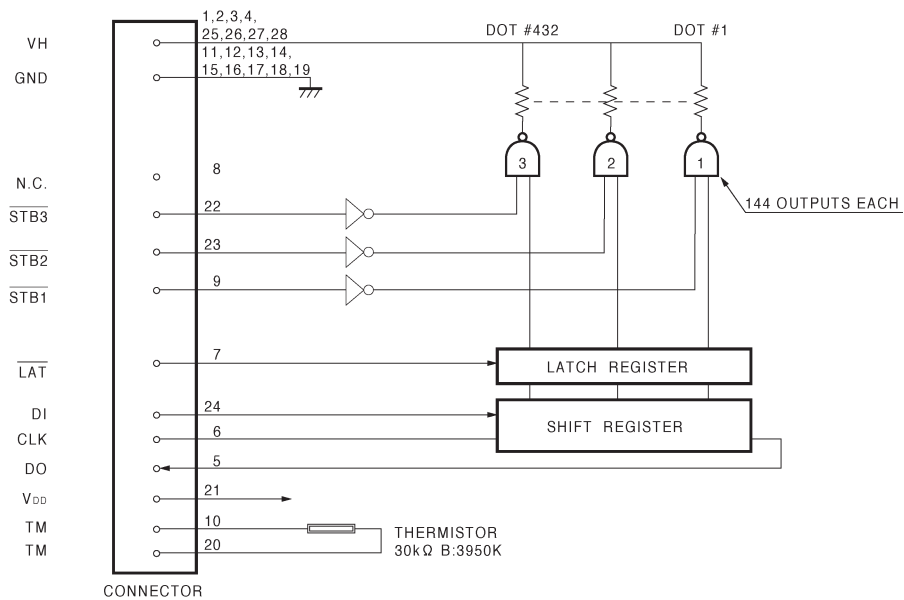 1,2,3,4,
VH 25,26,27,28 DOT #432 DOT #1
11,12,13,14,
GND 15,16,17,18,19
3 2 1
N.C. 8
144 OUTPUTS EACH
STB3 22
STB2 23
STB1 9
LAT 7 LATCH REGISTER
DI 24
CLK 6 SHIFT REGISTER
DO 5
VDD 21
TM 10 THERMISTOR
TM 20 30kΩ B:3950K
CONNECTOR